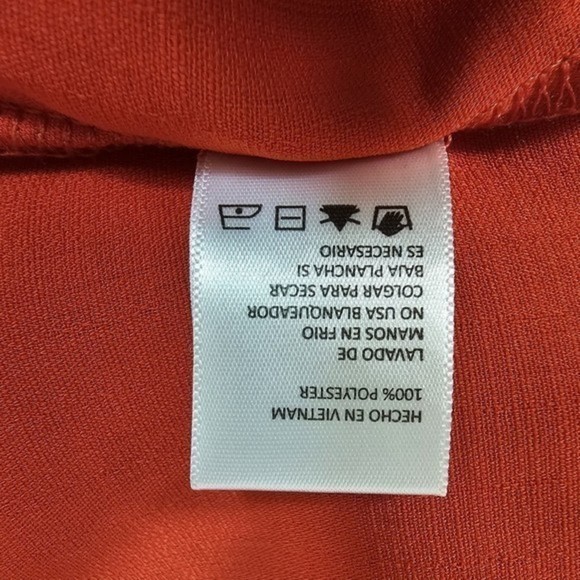 HECHO EN VIETNAM
100% POLYESTER
LAVADO DE
MANOS EN FRIO
NO USA BLANQUEADOR
COLGAR PARA SECAR
BAJA PLANCHA SI
ES NECESARIO